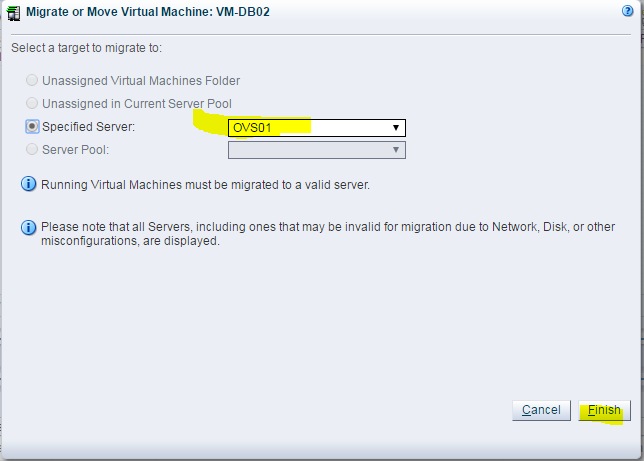 Migrate or Move Virtual Machine: VM-DB02
Select a target to migrate to:
Unassigned Virtual Machines Folder
Unassigned in Current Server Pool
Specified Server: OVS01
Server Pool:
Running Virtual Machines must be migrated to a valid server.
Please note that all Servers, including ones that may be invalid for migration due to Network, Disk, or other
misconfigurations, are displayed.
Cancel Finish